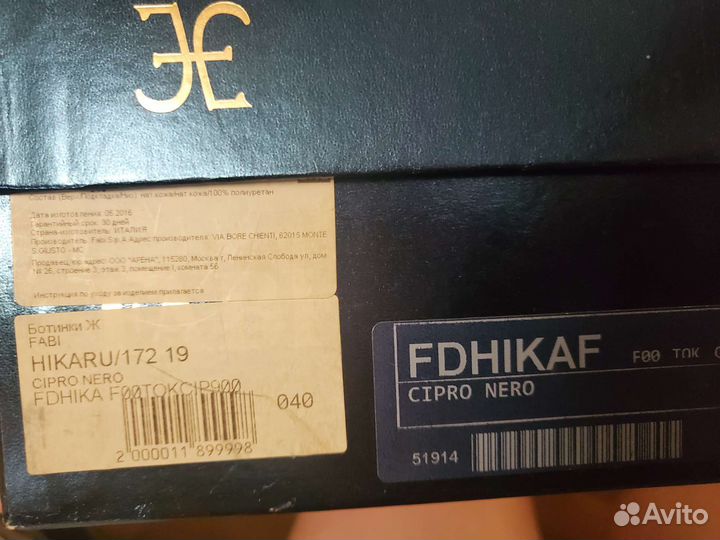 Состав (Верх/Подкладка/Низ): нат.кожа/нат.кожа/100% полиуретан
Дата изготовления: 05.2016
Гарантийный срок: 30 дней
Страна-изготовитель: ИТАЛИЯ
Производитель: Fabi S.p.A Адрес производителя: VIA BORE CHIENTI, 62015 MONTE
S.GIUSTO - MC
Продавец/юр.адрес: ООО "АРЕНА", 115280, Москва г, Ленинская Слобода ул, дом
№ 26, строение 3, этаж 3, помещение I, комната 56
Инструкция по уходу за изделием прилагается
Ботинки Ж
FABI
HIKARU/172 19
CIPRO NERO
FDHIKA F00TOKCIP900
040
2 000011 899998
FDHIKAF F00 TOK
CIPRO NERO
51914
Avito